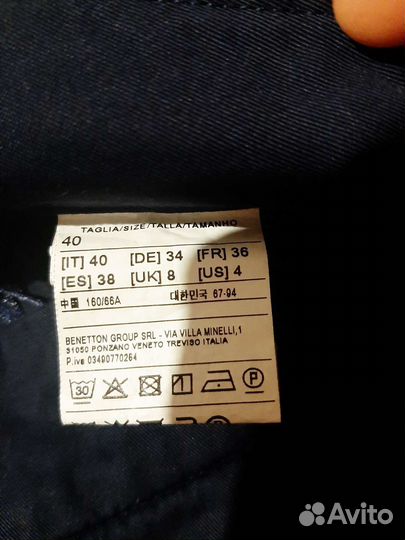 TAGLIA/SIZE/TALLA/TAMANHO
40
[IT] 40 [DE] 34 [FR] 36
[ES] 38 [UK] 8 [US] 4
中国 160/66A 대한민국 67-94
BENETTON GROUP SRL - VIA VILLA MINELLI,1
31050 PONZANO VENETO TREVISO ITALY
P.iva 03490770264
30 P
Avito